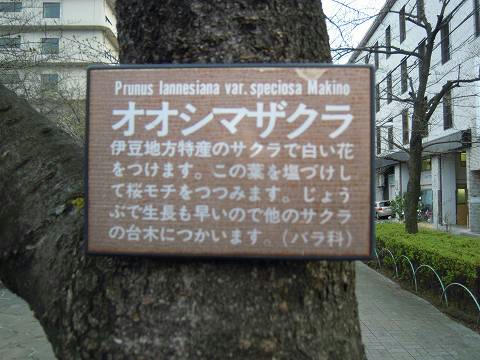 Prunus lannesiana var. speciosa Makino
オオシマザクラ
伊豆地方特産のサクラで白い花
をつけます。この葉を塩づけし
て桜モチをつつみます。じょう
ぶで生長も早いので他のサクラ
の台木につかいます。(バラ科)